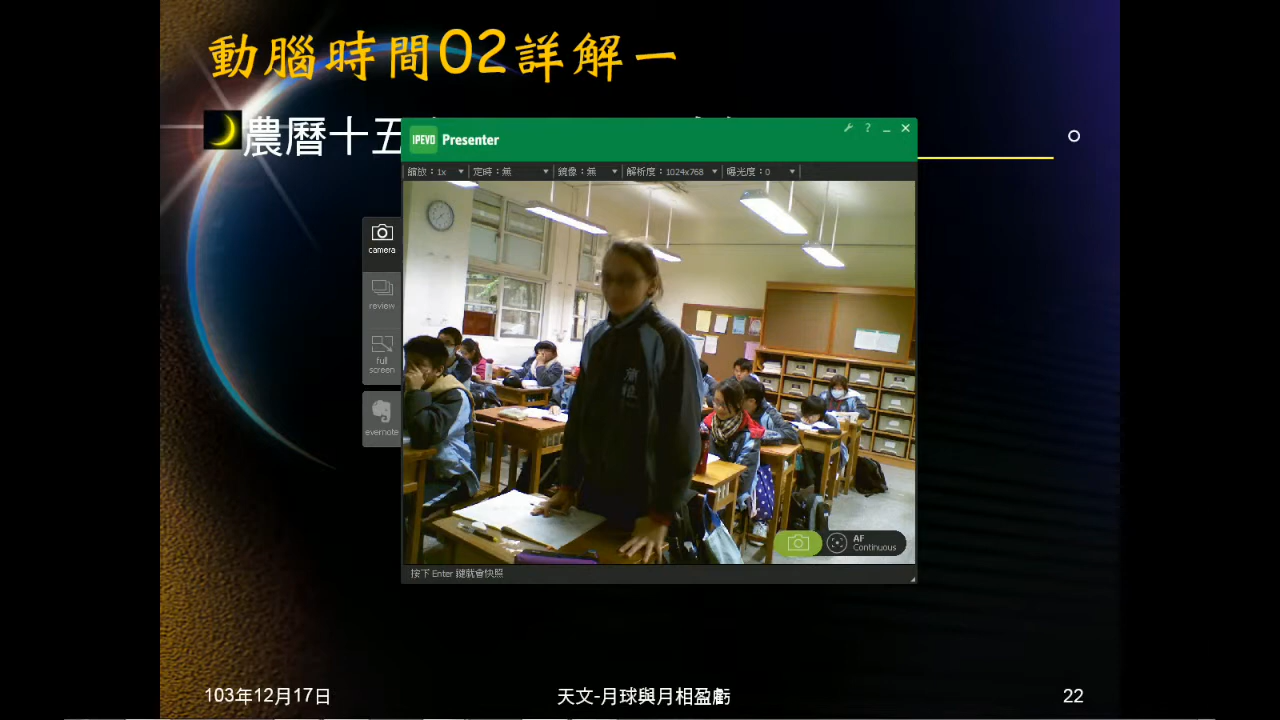 動腦時間02詳解一
農曆十五
。
IPEVO Presenter
?
縮放：1x
定時：無
鏡像：無
解析度：1024x768
曝光度：0
camera
review
full
screen
evernote
AF
Continuous
按下 Enter 鍵就會快照
103年12月17日
天文-月球與月相盈虧
22